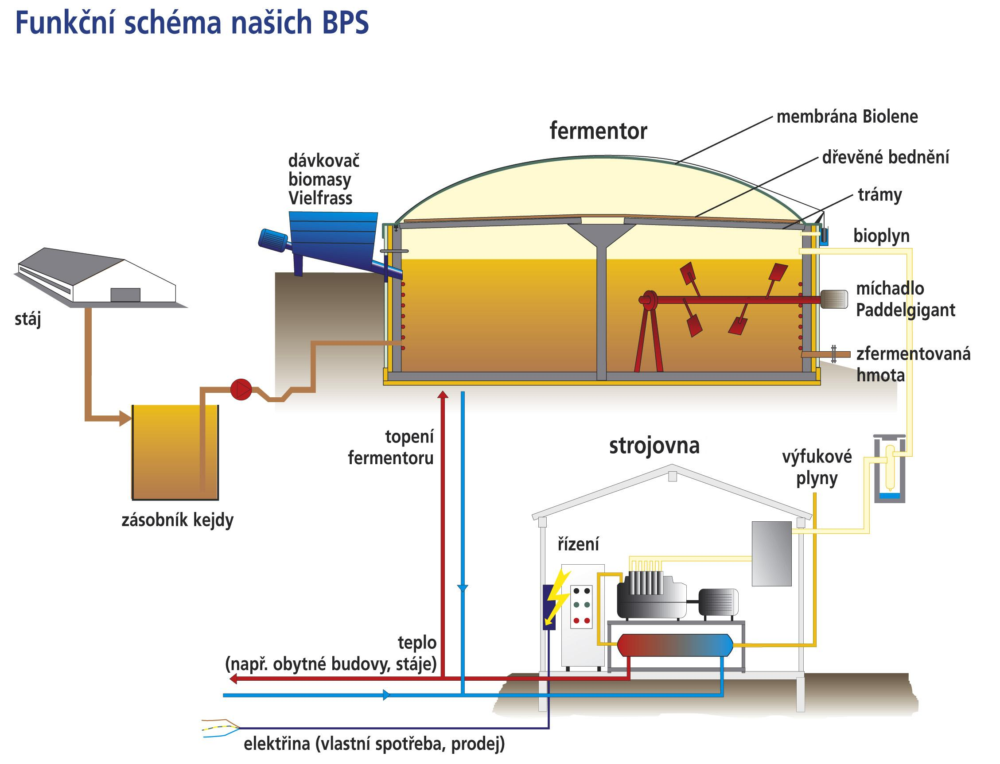 Funkční schéma našich BPS
membrána Biolene
fermentor
dřevěné bednění
dávkovač
biomasy
Vielfrass
trámy
bioplyn
míchadlo
Paddelgigant
stáj
zfermentovaná
hmota
topení
fermentoru
strojovna
výfukové
plyny
zásobník kejdy
řízení
teplo
(např. obytné budovy, stáje)
elektřina (vlastní spotřeba, prodej)